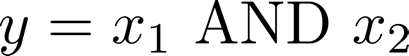 y = x₁ AND x₂